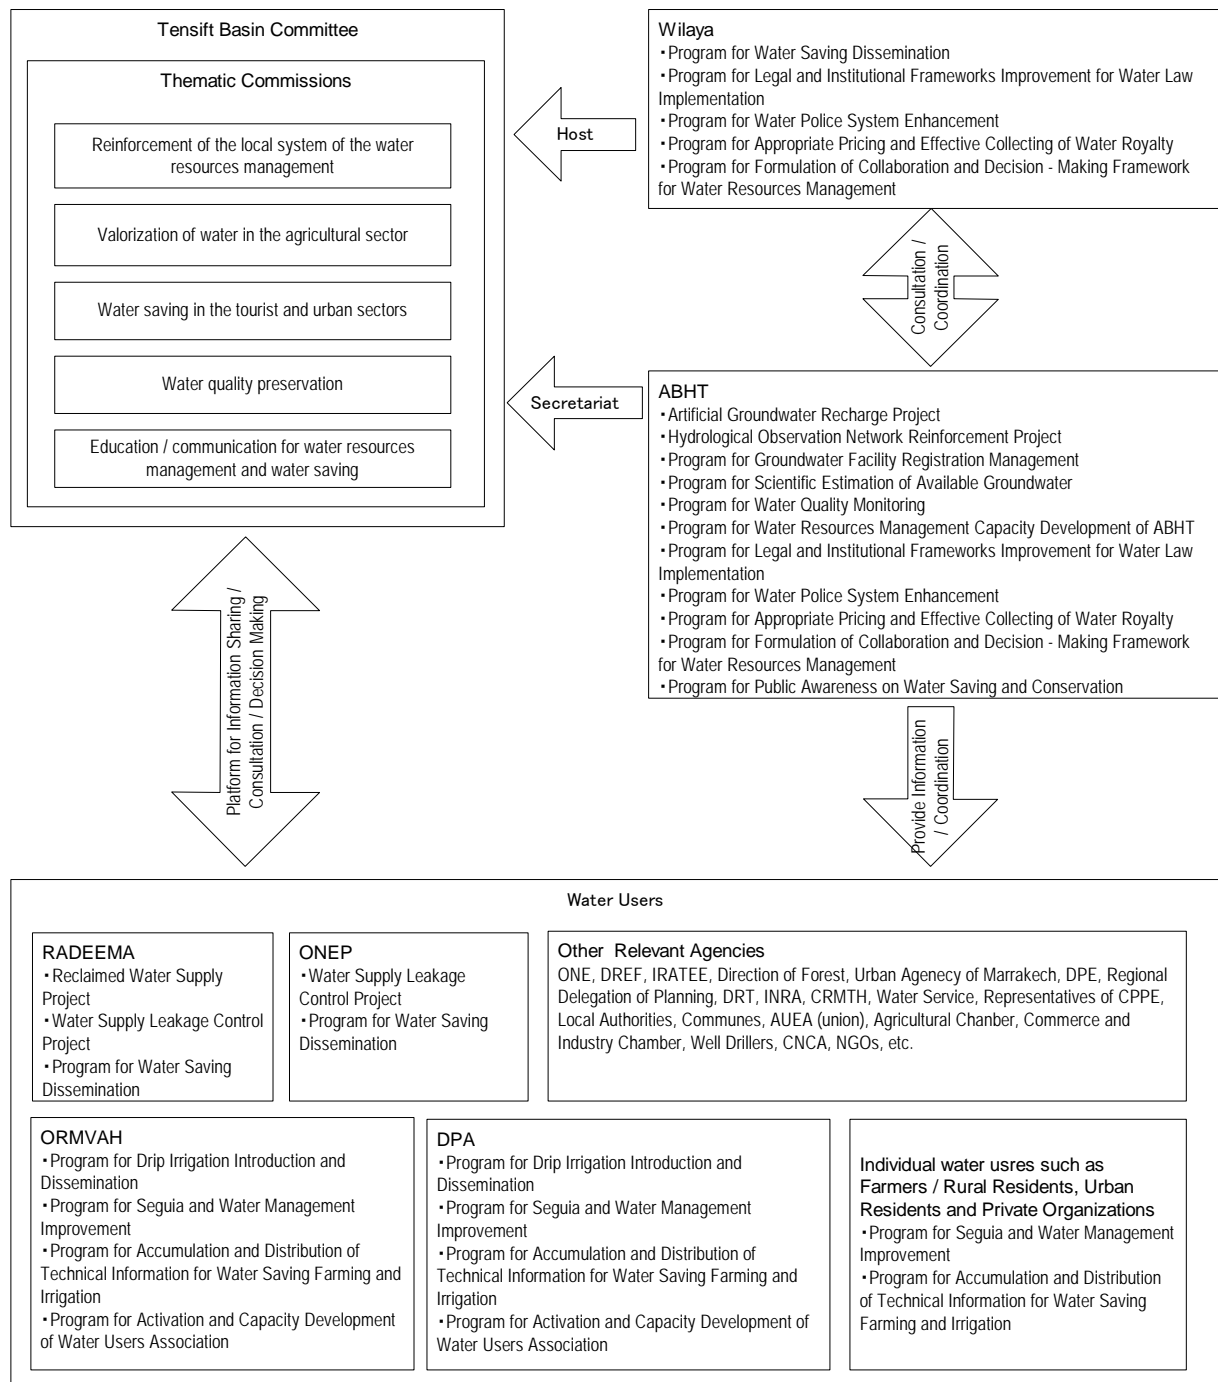 Tensift Basin Committee
Thematic Commissions
Reinforcement of the local system of the water
resources management
Valorization of water in the agricultural sector
Water saving in the tourist and urban sectors
Water quality preservation
Education / communication for water resources
management and water saving
Host
Secretariat
Wilaya
・Program for Water Saving Dissemination
・Program for Legal and Institutional Frameworks Improvement for Water Law
Implementation
・Program for Water Police System Enhancement
・Program for Appropriate Pricing and Effective Collecting of Water Royalty
・Program for Formulation of Collaboration and Decision - Making Framework
for Water Resources Management
Consultation /
Coordination
ABHT
・Artificial Groundwater Recharge Project
・Hydrological Observation Network Reinforcement Project
・Program for Groundwater Facility Registration Management
・Program for Scientific Estimation of Available Groundwater
・Program for Water Quality Monitoring
・Program for Water Resources Management Capacity Development of ABHT
・Program for Legal and Institutional Frameworks Improvement for Water Law
Implementation
・Program for Water Police System Enhancement
・Program for Appropriate Pricing and Effective Collecting of Water Royalty
・Program for Formulation of Collaboration and Decision - Making Framework
for Water Resources Management
・Program for Public Awareness on Water Saving and Conservation
Platform for Information Sharing /
Consultation / Decision Making
Provide Information
/ Coordination
Water Users
RADEEMA
・Reclaimed Water Supply
Project
・Water Supply Leakage Control
Project
・Program for Water Saving
Dissemination
ONEP
・Water Supply Leakage
Control Project
・Program for Water Saving
Dissemination
Other Relevant Agencies
ONE, DREF, IRATEE, Direction of Forest, Urban Agenecy of Marrakech, DPE, Regional
Delegation of Planning, DRT, INRA, CRMTH, Water Service, Representatives of CPPE,
Local Authorities, Communes, AUEA (union), Agricultural Chanber, Commerce and
Industry Chamber, Well Drillers, CNCA, NGOs, etc.
ORMVAH
・Program for Drip Irrigation Introduction and
Dissemination
・Program for Seguia and Water Management
Improvement
・Program for Accumulation and Distribution of
Technical Information for Water Saving Farming and
Irrigation
・Program for Activation and Capacity Development
of Water Users Association
DPA
・Program for Drip Irrigation Introduction and
Dissemination
・Program for Seguia and Water Management
Improvement
・Program for Accumulation and Distribution of
Technical Information for Water Saving Farming and
Irrigation
・Program for Activation and Capacity Development of
Water Users Association
Individual water usres such as
Farmers / Rural Residents, Urban
Residents and Private Organizations
・Program for Seguia and Water Management
Improvement
・Program for Accumulation and Distribution
of Technical Information for Water Saving
Farming and Irrigation